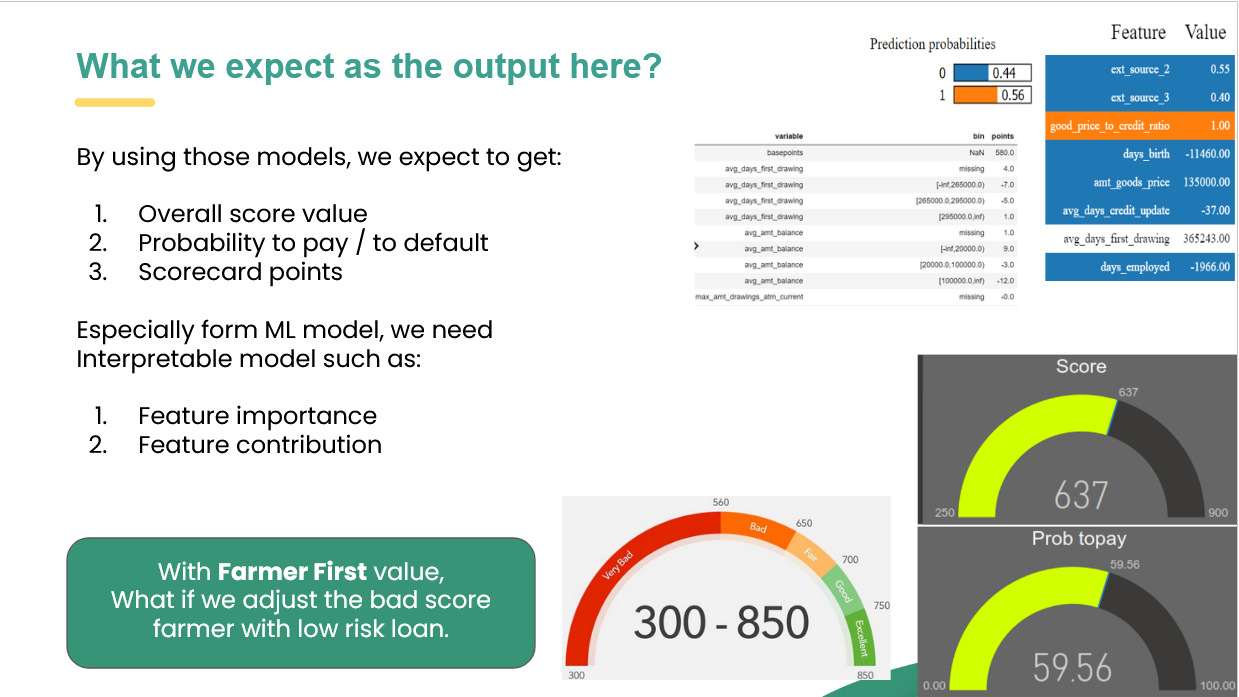 What we expect as the output here?
By using those models, we expect to get:
1. Overall score value
2. Probability to pay / to default
3. Scorecard points
Especially form ML model, we need
Interpretable model such as:
1. Feature importance
2. Feature contribution
With Farmer First value,
What if we adjust the bad score
farmer with low risk loan.
Prediction probabilities
0 0.44
1 0.56
Feature Value
ext_source_2 0.55
ext_source_3 0.40
good_price_to_credit_ratio 1.00
days_birth -11460.00
amt_goods_price 135000.00
avg_days_credit_update -37.00
avg_days_first_drawing 365243.00
days_employed -1966.00
variable bin points
basepoints NaN 580.0
avg_days_first_drawing missing 4.0
avg_days_first_drawing [-inf,265000.0) -7.0
avg_days_first_drawing [265000.0,295000.0) -5.0
avg_days_first_drawing [295000.0,inf) 1.0
avg_amt_balance missing 1.0
avg_amt_balance [-inf,20000.0) 9.0
avg_amt_balance [20000.0,100000.0) -3.0
avg_amt_balance [100000.0,inf) -12.0
max_amt_drawings_atm_current missing -0.0
560
650
700
750
Very Bad
Bad
Fair
Good
Excellent
300 - 850
300
850
Score
637
637
250
900
Prob topay
59.56
59.56
0.00
100.00